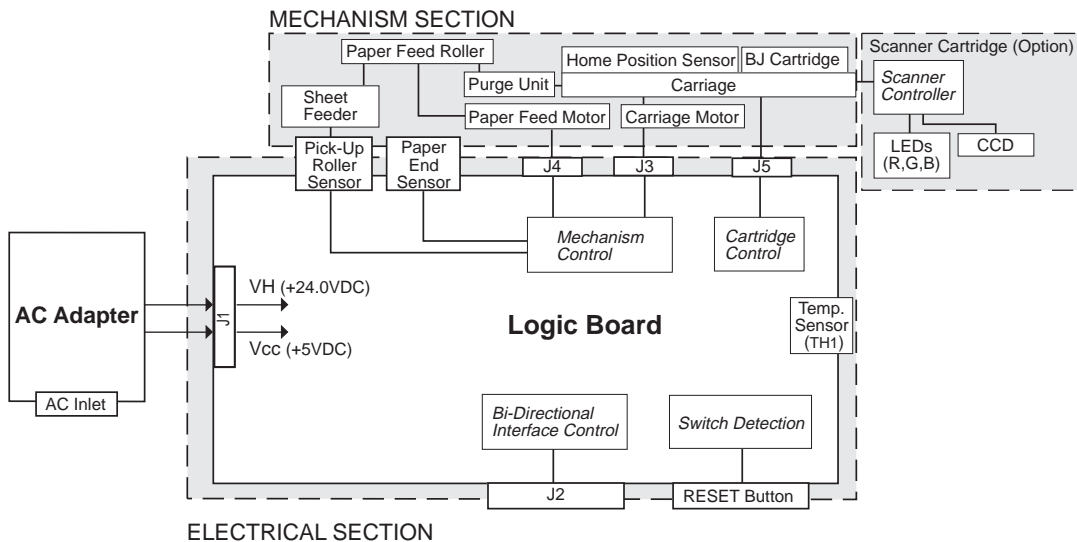 MECHANISM SECTION
Paper Feed Roller
Home Position Sensor
BJ Cartridge
Scanner Cartridge (Option)
Purge Unit
Carriage
Scanner
Controller
Sheet
Feeder
Paper Feed Motor
Carriage Motor
LEDs
(R,G,B)
CCD
Pick-Up
Roller
Sensor
Paper
End
Sensor
J4
J3
J5
Mechanism
Control
Cartridge
Control
AC Adapter
AC Inlet
J1
VH (+24.0VDC)
Vcc (+5VDC)
Logic Board
Temp.
Sensor
(TH1)
Bi-Directional
Interface Control
Switch Detection
J2
RESET Button
ELECTRICAL SECTION